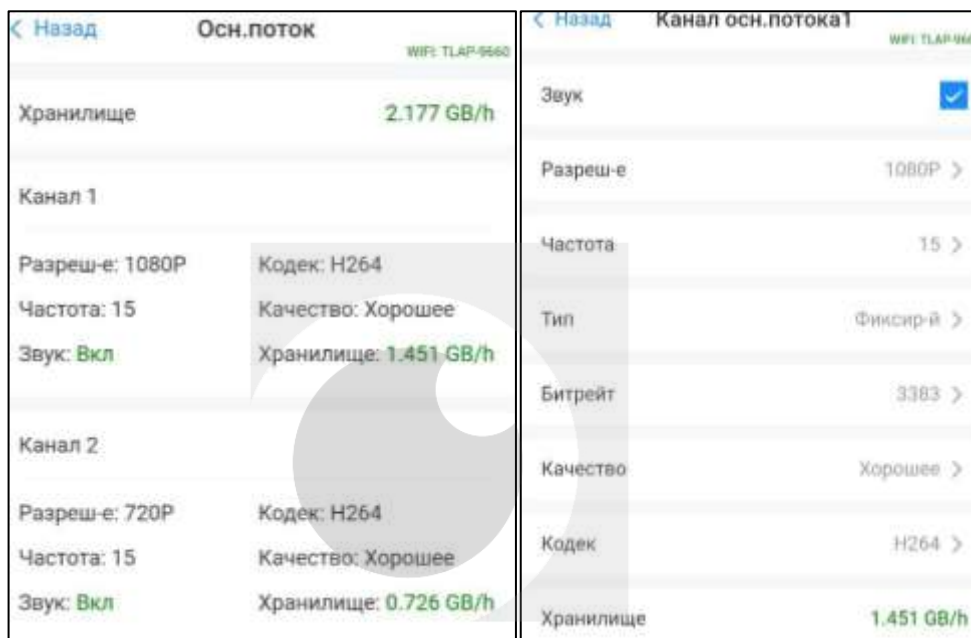 Назад Осн.поток
WIFI: TLAP-9660
Хранилище 2.177 GB/h
Канал 1
Разреш-е: 1080P Кодек: H264
Частота: 15 Качество: Хорошее
Звук: Вкл Хранилище: 1.451 GB/h
Канал 2
Разреш-е: 720P Кодек: H264
Частота: 15 Качество: Хорошее
Звук: Вкл Хранилище: 0.726 GB/h
Назад Канал осн.потока1
WIFI:
Звук
Разреш-е 1080P
Частота 15
Тип Фиксир-й
Битрейт 3383
Качество Хорошее
Кодек H264
Хранилище 1.451 GB/h